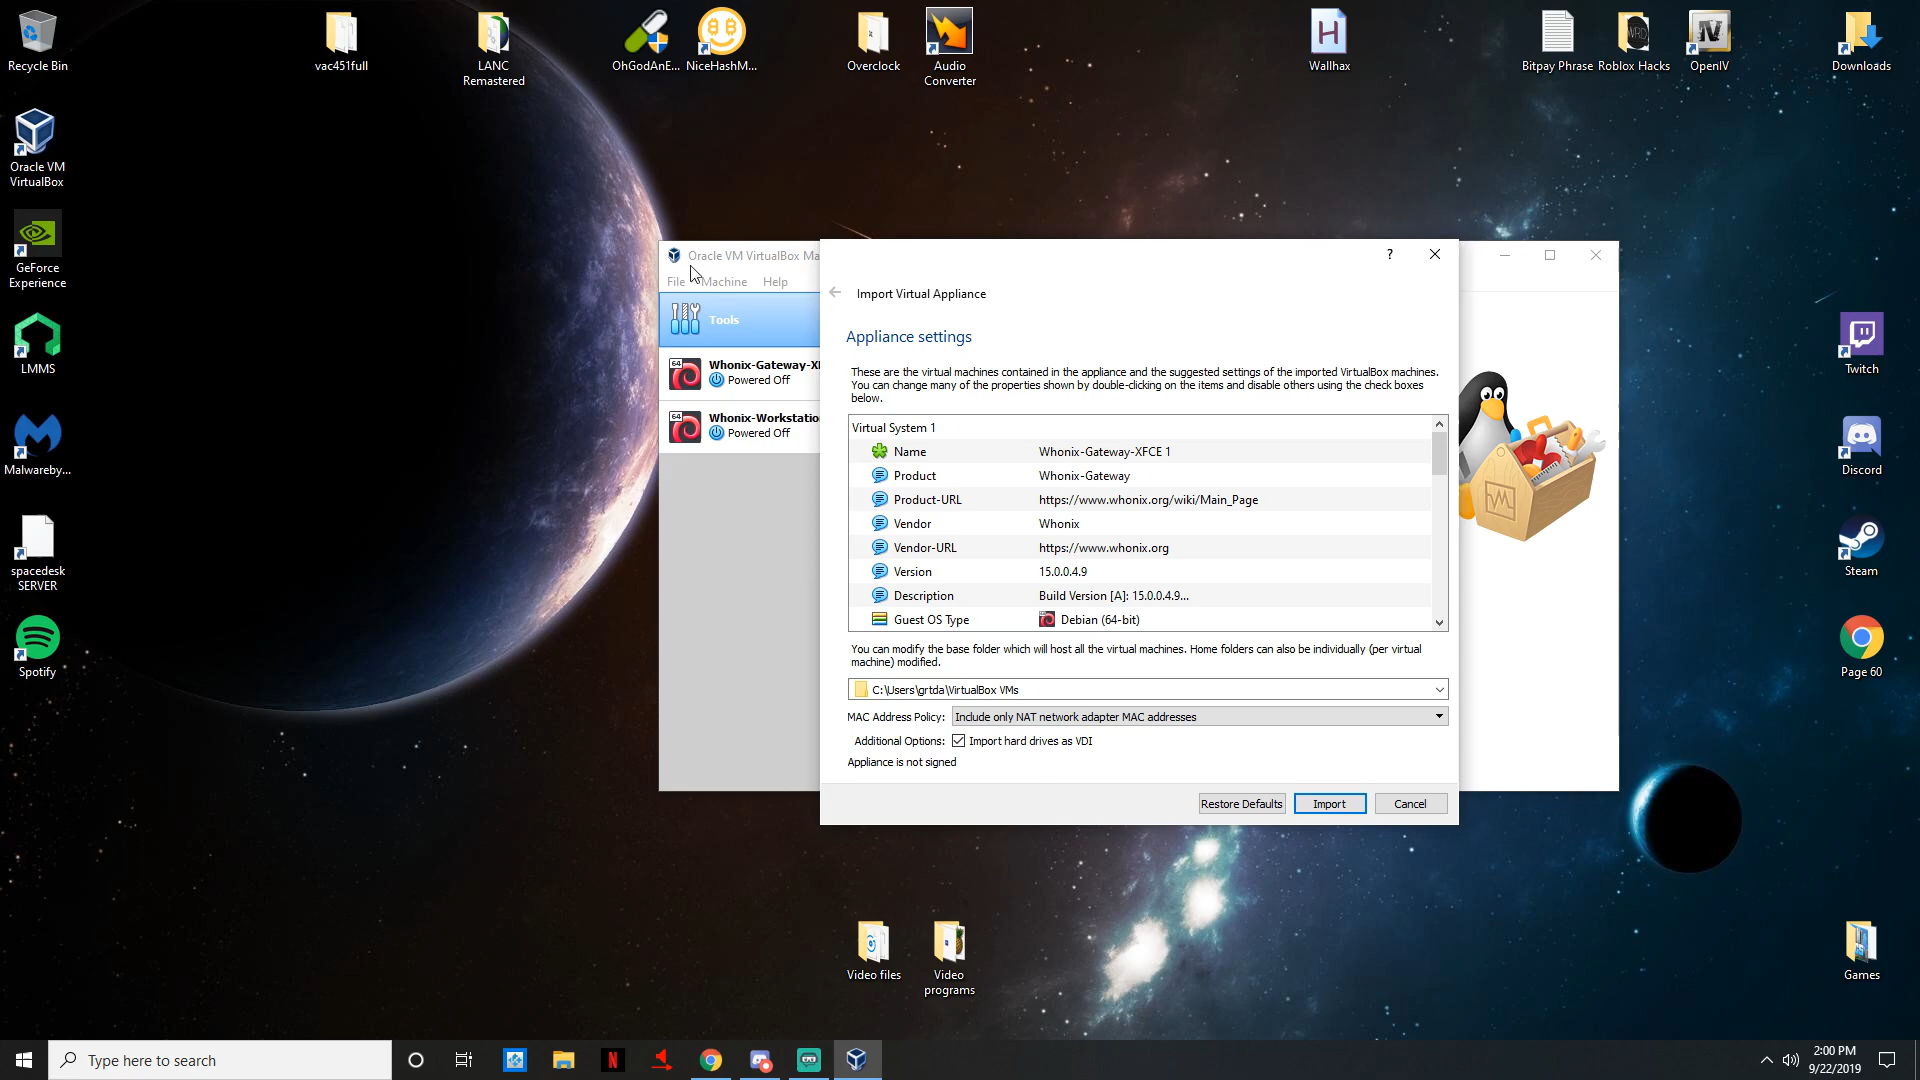 Recycle Bin
vac451full
LANC
Remastered
OhGodAnE...
NiceHashM...
Overclock
Audio
Converter
H
Wallhax
Bitpay Phrase
Roblox Hacks
OpenIV
Downloads
Oracle VM
VirtualBox
GeForce
Experience
LMMS
Malwareby...
spacedesk
SERVER
Spotify
Twitch
Discord
Steam
Page 60
Games
Video files
Video
programs
Oracle VM VirtualBox Ma
File
Machine
Help
Tools
64
Whonix-Gateway-X
Powered Off
64
Whonix-Workstatio
Powered Off
?
Import Virtual Appliance
Appliance settings
These are the virtual machines contained in the appliance and the suggested settings of the imported VirtualBox machines.
You can change many of the properties shown by double-clicking on the items and disable others using the check boxes
below.
Virtual System 1
Name Whonix-Gateway-XFCE 1
Product Whonix-Gateway
Product-URL https://www.whonix.org/wiki/Main_Page
Vendor Whonix
Vendor-URL https://www.whonix.org
Version 15.0.0.4.9
Description Build Version [A]: 15.0.0.4.9...
Guest OS Type Debian (64-bit)
You can modify the base folder which will host all the virtual machines. Home folders can also be individually (per virtual
machine) modified.
C:\Users\grtda\VirtualBox VMs
MAC Address Policy: Include only NAT network adapter MAC addresses
Additional Options: Import hard drives as VDI
Appliance is not signed
Restore Defaults
Import
Cancel
Type here to search
N
2:00 PM
9/22/2019